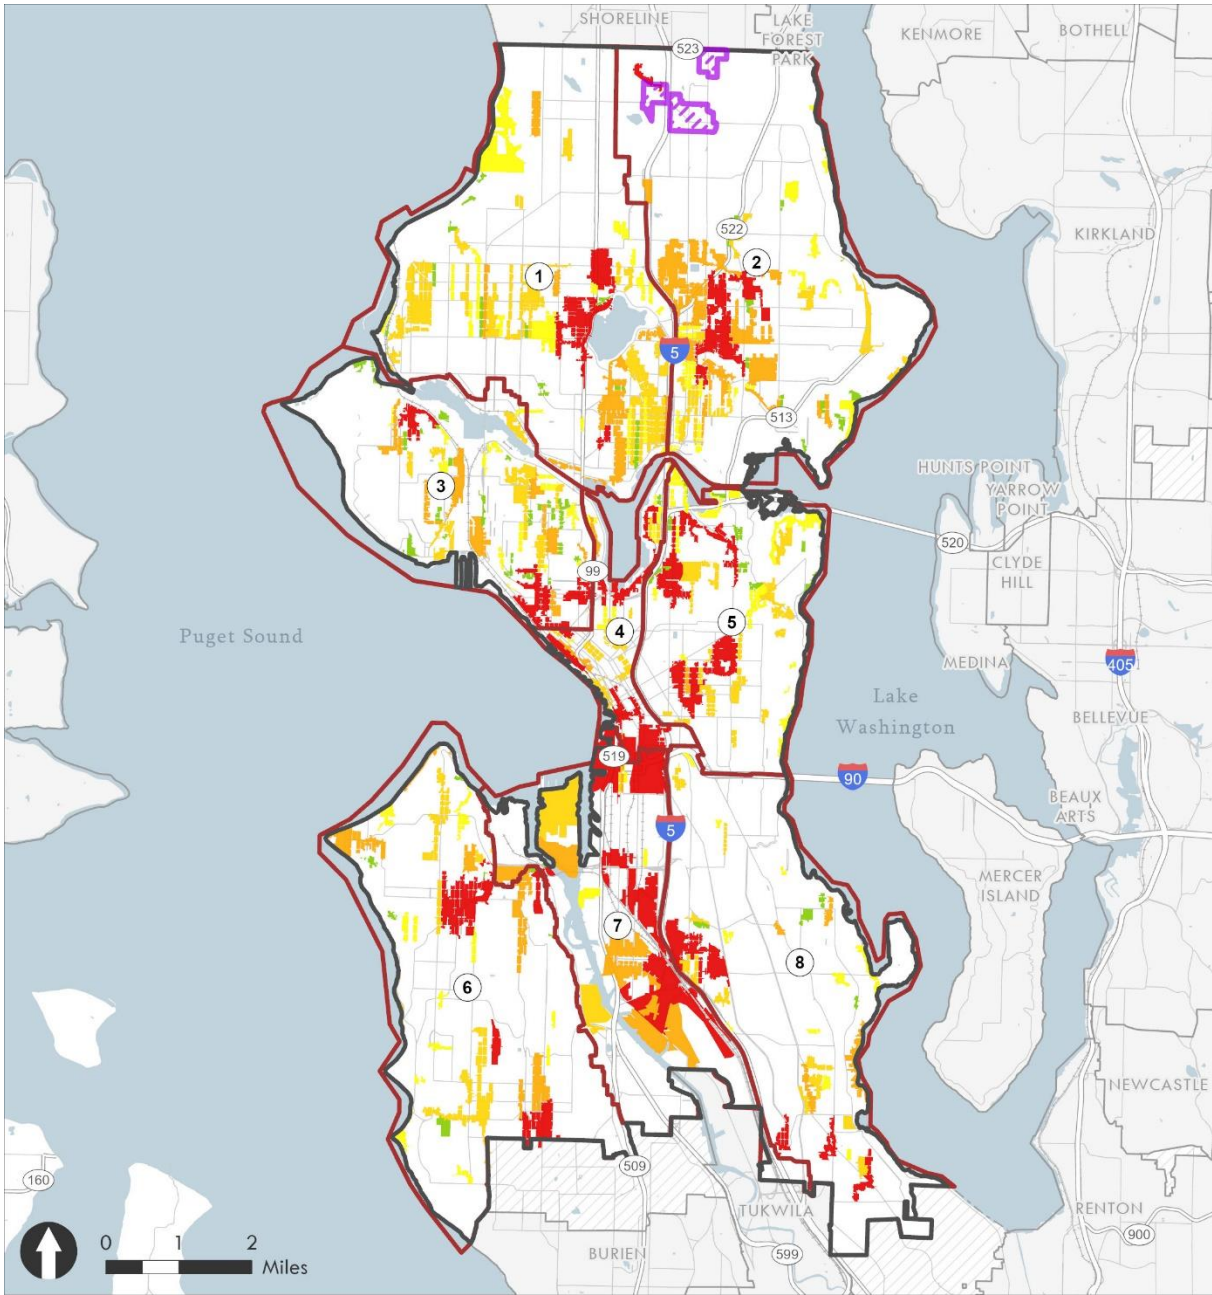 SHORELINE
LAKE
FOREST
PARK
KENMORE
BOTHELL
523
522
KIRKLAND
1
2
5
513
3
HUNTS POINT
YARROW
POINT
520
CLYDE
HILL
99
Puget Sound
4
5
MEDINA
405
Lake
Washington
BELLEVUE
519
90
BEAUX
ARTS
5
MERCER
ISLAND
7
8
6
NEWCASTLE
160
509
TUKWILA
RENTON
900
599
BURIEN
0 1 2
Miles